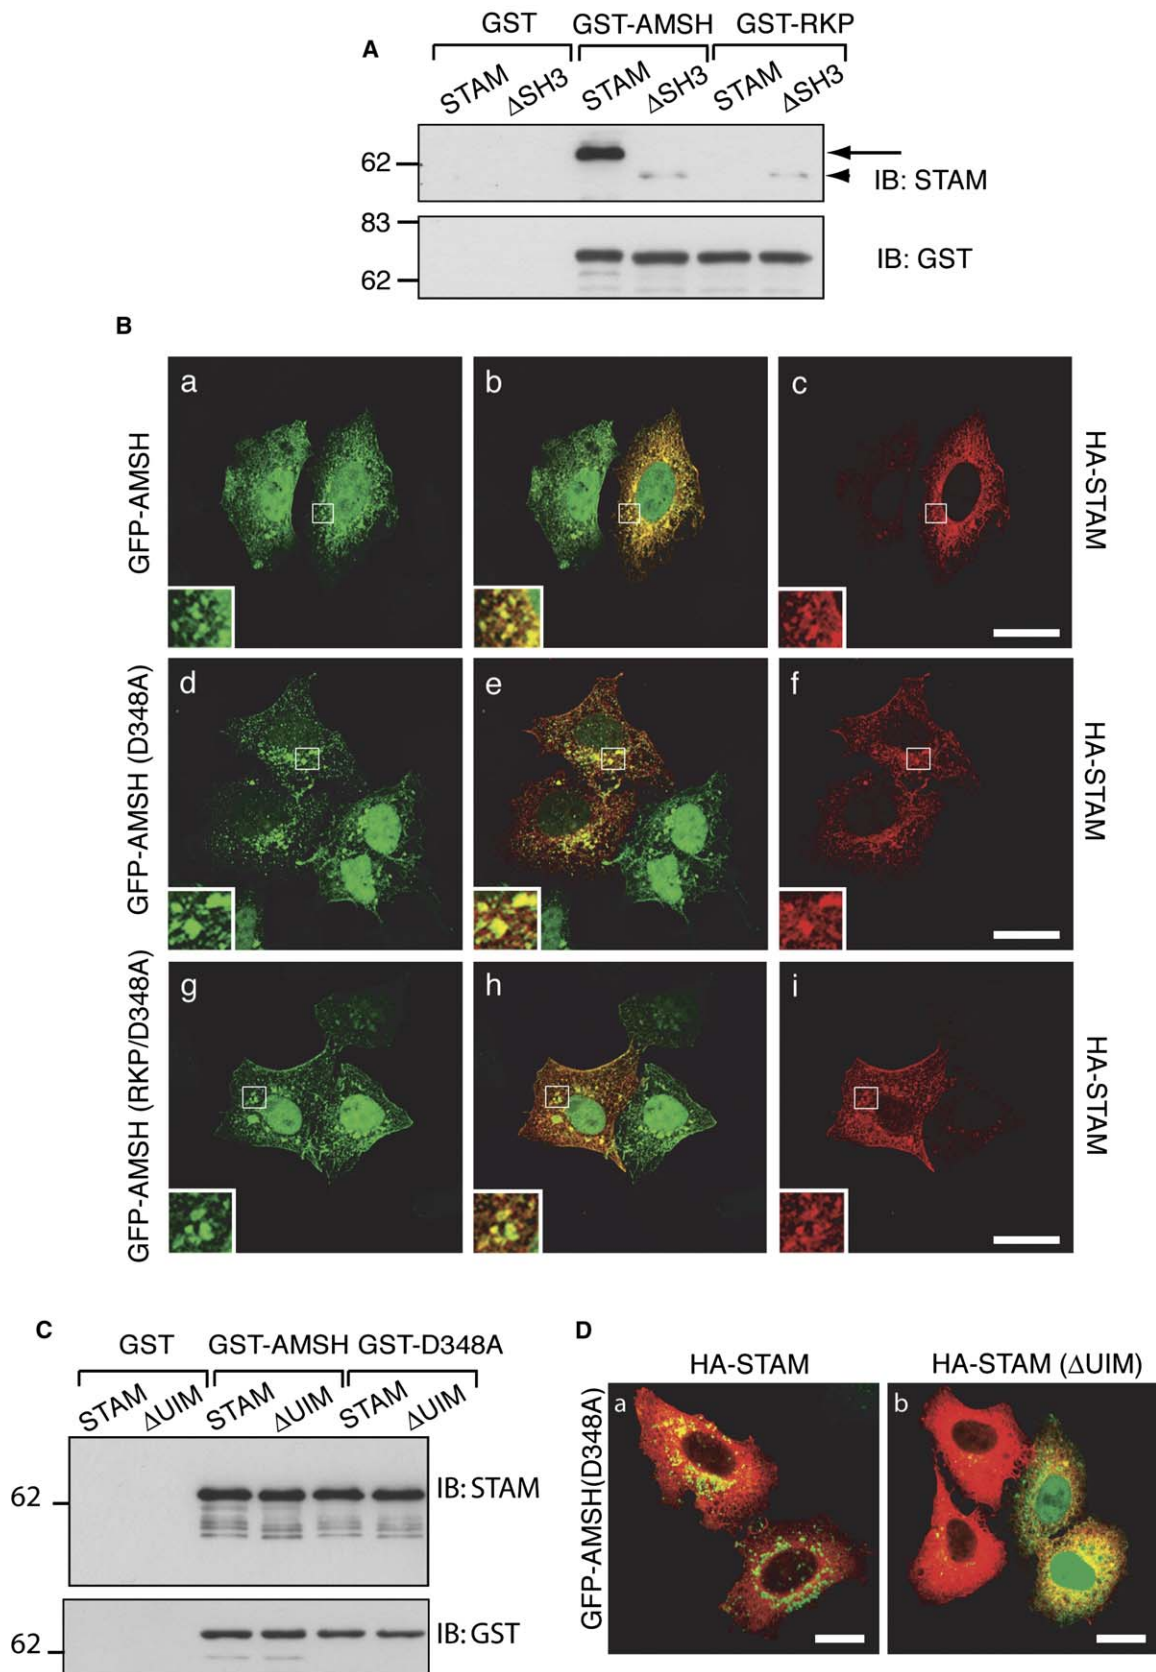 A
GST GST-AMSH GST-RKP
STAM ΔSH3 STAM ΔSH3 STAM ΔSH3
62
IB: STAM
83
62
IB: GST
B
GFP-AMSH
a
b
c
HA-STAM
GFP-AMSH (D348A)
d
e
f
HA-STAM
GFP-AMSH (RKP/D348A)
g
h
i
HA-STAM
C
GST GST-AMSH GST-D348A
STAM ΔUIM STAM ΔUIM STAM ΔUIM
62
IB: STAM
62
IB: GST
D
HA-STAM HA-STAM (ΔUIM)
GFP-AMSH(D348A)
a
b